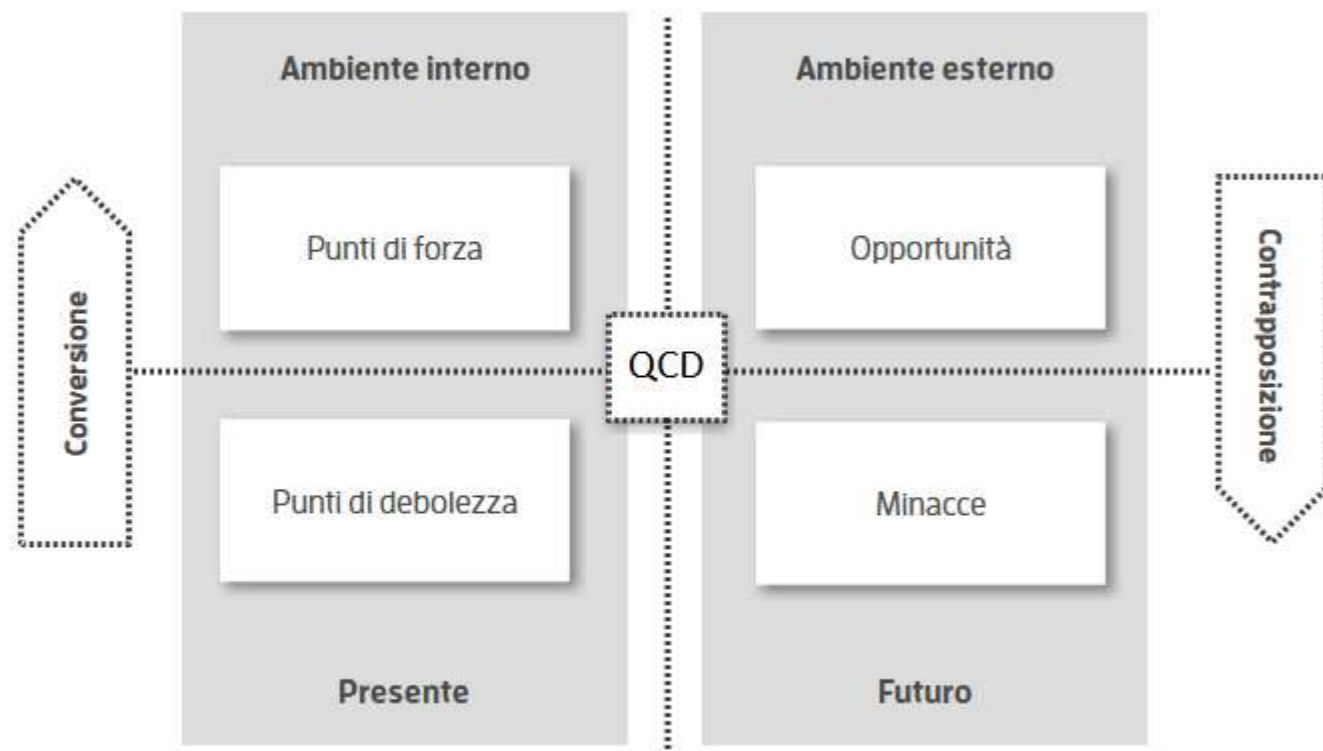 Ambiente interno
Ambiente esterno
Punti di forza
Opportunità
Conversione
QCD
Contrapposizione
Punti di debolezza
Minacce
Presente
Futuro